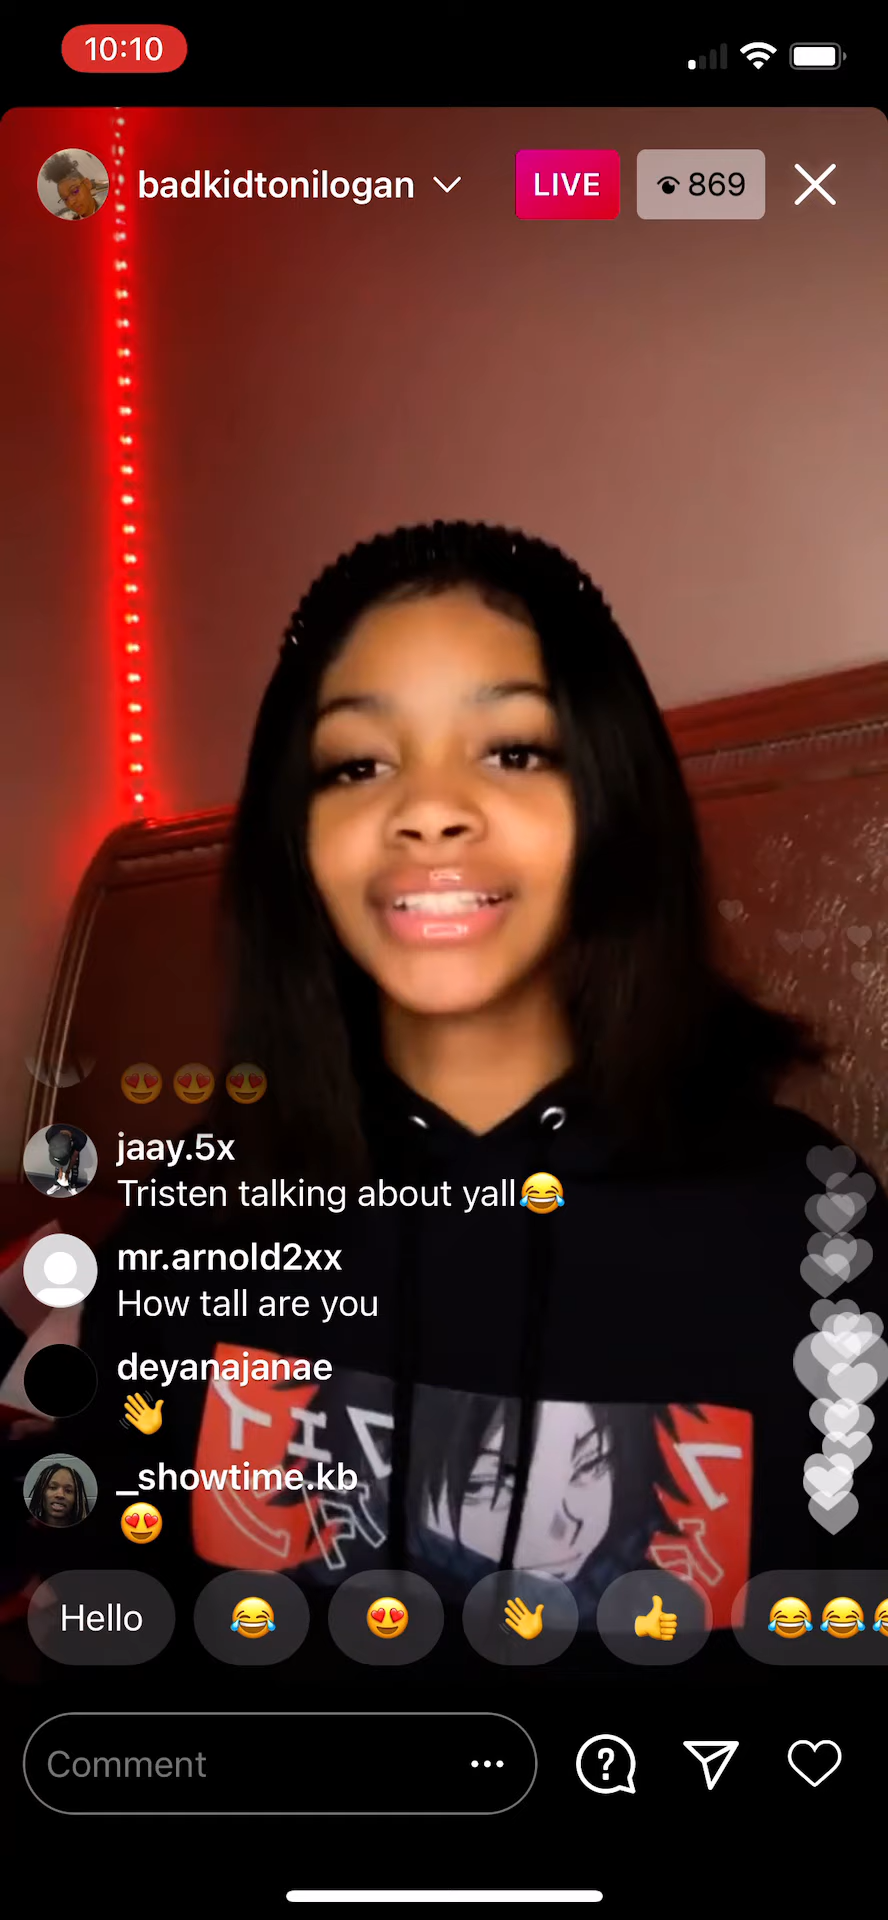 10:10
badkidtonilogan
LIVE
869
😍😍😍
jaay.5x
Tristen talking about yall😂
mr.arnold2xx
How tall are you
deyanajanae
👋
_showtime.kb
😍
Hello
😂
😍
👋
👍
😂😂
Comment